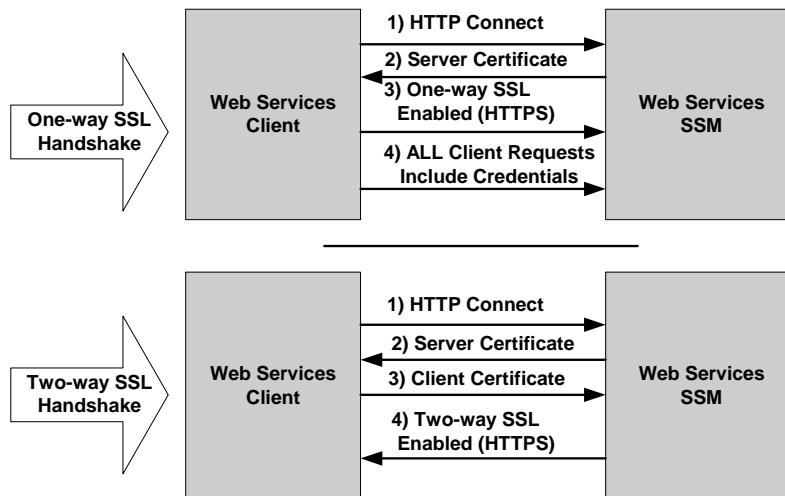 1) HTTP Connect
2) Server Certificate
3) One-way SSL
Enabled (HTTPS)
4) ALL Client Requests
Include Credentials
One-way SSL
Handshake
Web Services
Client
Web Services
SSM
1) HTTP Connect
2) Server Certificate
3) Client Certificate
4) Two-way SSL
Enabled (HTTPS)
Two-way SSL
Handshake
Web Services
Client
Web Services
SSM